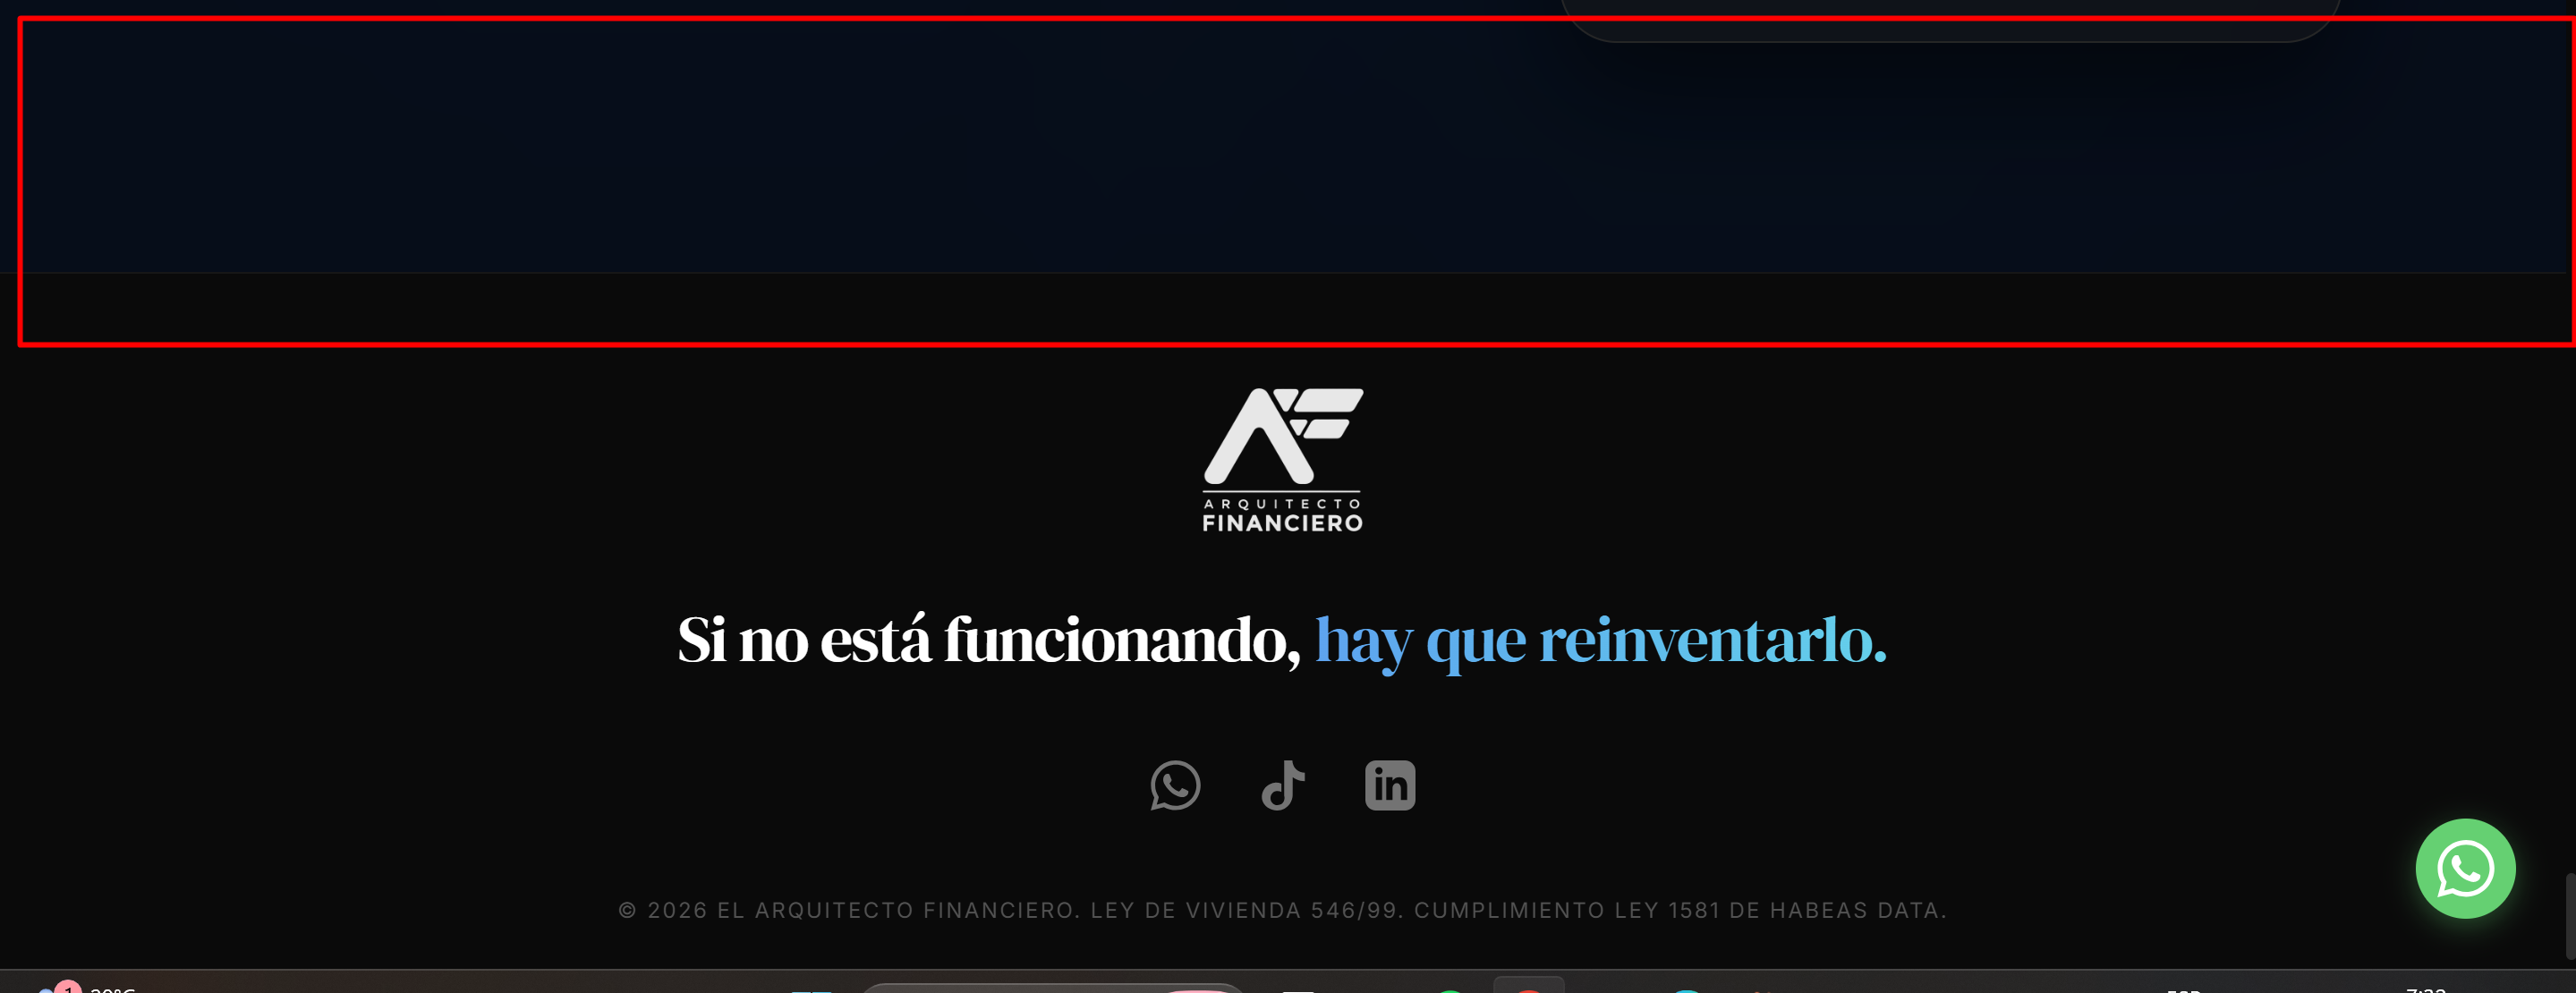 ARQUITECTO
FINANCIERO
Si no está funcionando, hay que reinventarlo.
in
© 2026 EL ARQUITECTO FINANCIERO. LEY DE VIVIENDA 546/99. CUMPLIMIENTO LEY 1581 DE HABEAS DATA.